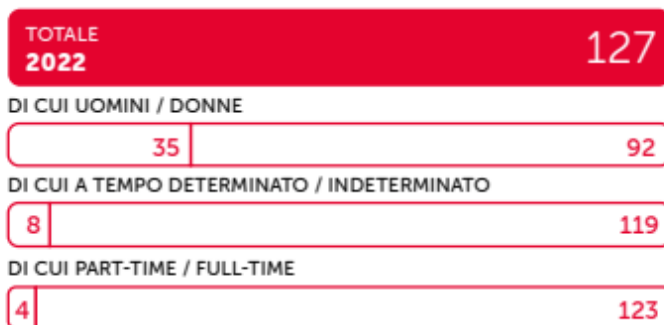 TOTALE
2022 127
DI CUI UOMINI / DONNE
35 92
DI CUI A TEMPO DETERMINATO / INDETERMINATO
8 119
DI CUI PART-TIME / FULL-TIME
4 123